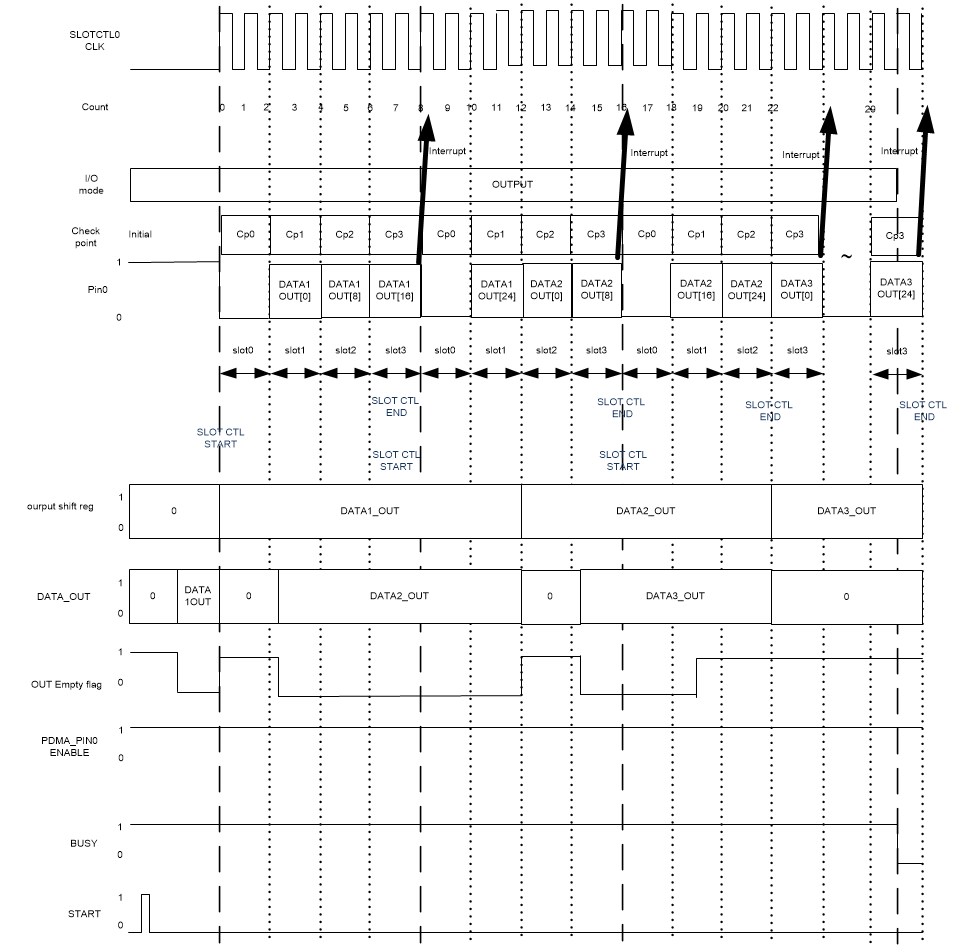 SLOTCTL0
CLK
Count 0 1 2 3 4 5 6 7 8 9 10 11 12 13 14 15 16 17 18 19 20 21 22 29
Interrupt Interrupt Interrupt Interrupt
I/O
mode
OUTPUT
Check
point
Initial Cp0 Cp1 Cp2 Cp3 Cp0 Cp1 Cp2 Cp3 Cp0 Cp1 Cp2 Cp3 ~ Cp3
1
Pin0
0
DATA1
OUT[0]
DATA1
OUT[8]
DATA1
OUT[16]
DATA1
OUT[24]
DATA2
OUT[0]
DATA2
OUT[8]
DATA2
OUT[16]
DATA2
OUT[24]
DATA3
OUT[0]
DATA3
OUT[24]
slot0 slot1 slot2 slot3 slot0 slot1 slot2 slot3 slot0 slot1 slot2 slot3 slot3
SLOT CTL
END
SLOT CTL
END
SLOT CTL
END
SLOT CTL
END
SLOT CTL
START
SLOT CTL
START
SLOT CTL
START
ourput shift reg
1
0
0 DATA1_OUT DATA2_OUT DATA3_OUT
DATA_OUT
1
0
0
DATA
1OUT
0 DATA2_OUT 0 DATA3_OUT 0
1
0
OUT Empty flag
PDMA_PIN0
ENABLE
1
0
1
BUSY
0
1
START
0